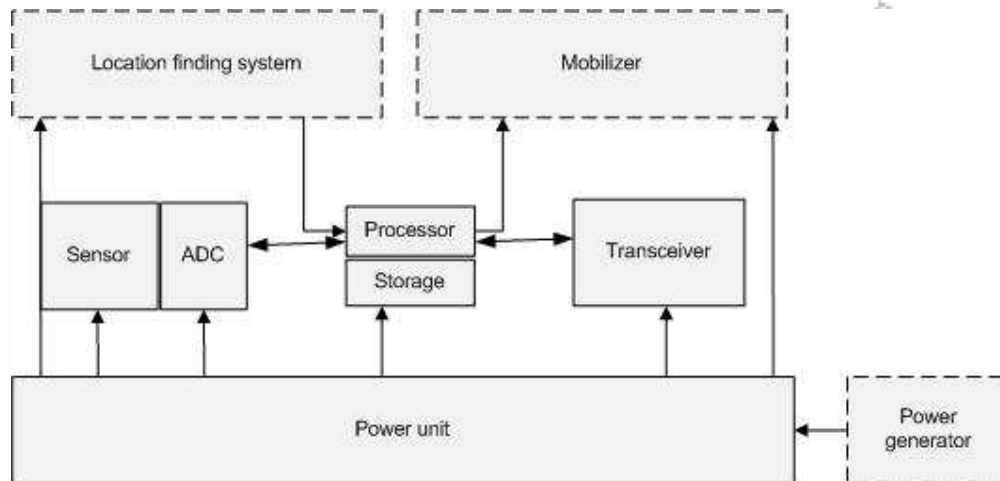 Location finding system
Mobilizer
Sensor
ADC
Processor
Storage
Transceiver
Power unit
Power
generator